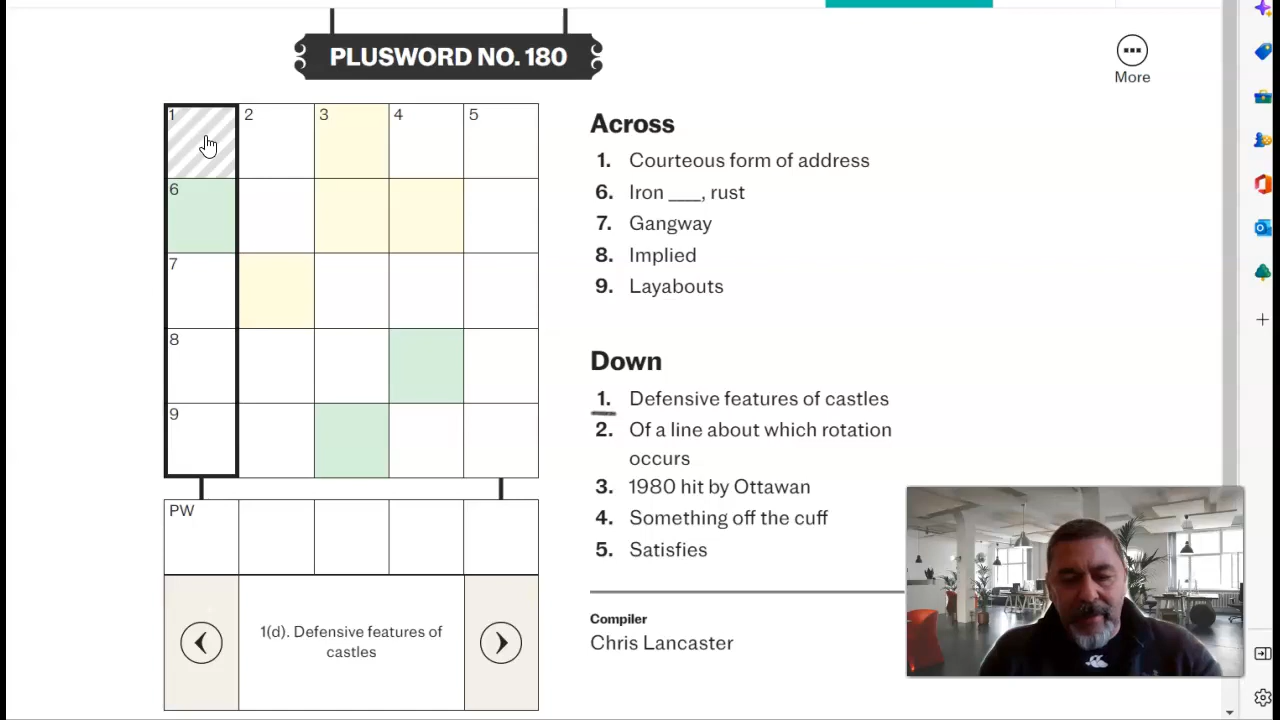 PLUSWORD NO. 180
More
1 2 3 4 5
6
7
8
9
PW
1(d). Defensive features of
castles
Across
1. Courteous form of address
6. Iron ____, rust
7. Gangway
8. Implied
9. Layabouts
Down
1. Defensive features of castles
2. Of a line about which rotation
occurs
3. 1980 hit by Ottawan
4. Something off the cuff
5. Satisfies
Compiler
Chris Lancaster